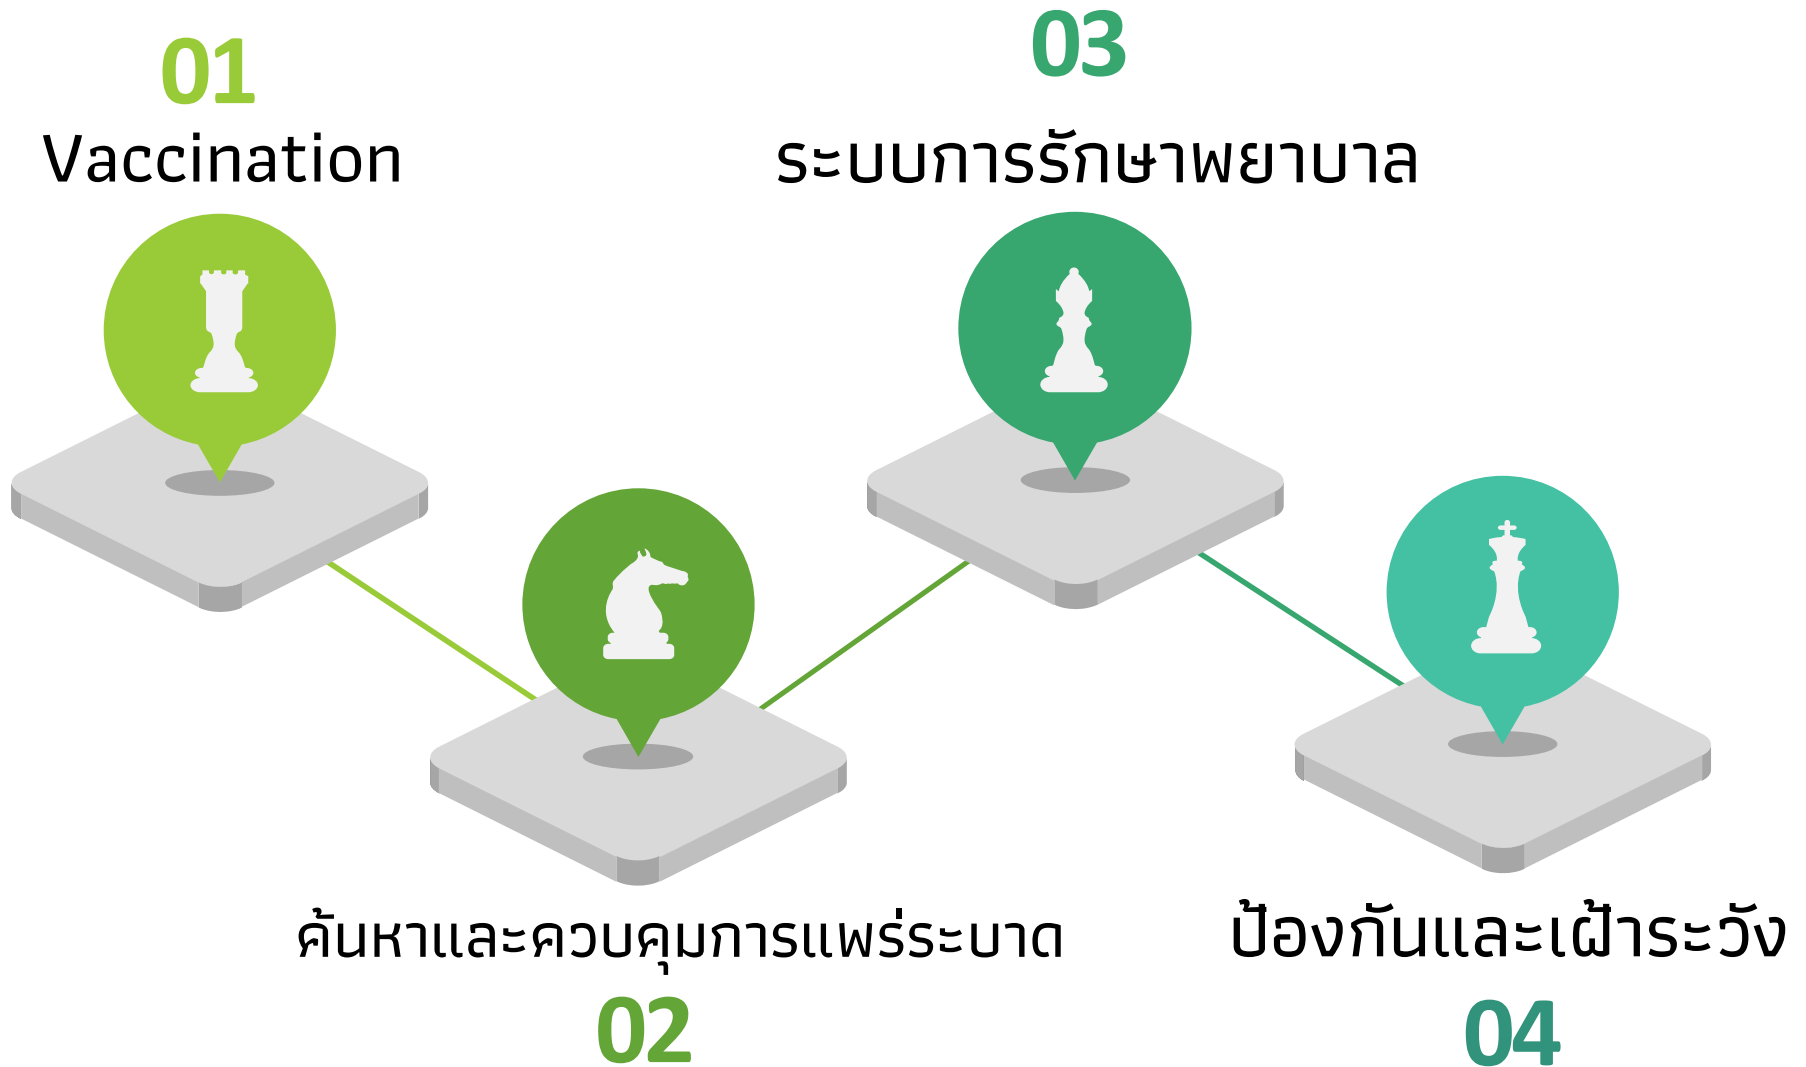 01
Vaccination
ค้นหาและควบคุมการแพร่ระบาด
02
03
ระบบการรักษาพยาบาล
ป้องกันและเฝ้าระวัง
04